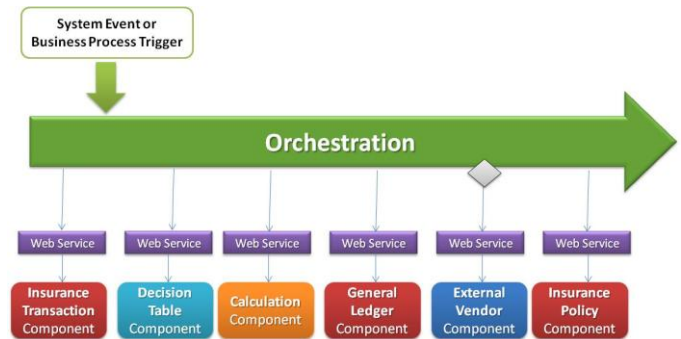 System Event or
Business Process Trigger
Orchestration
Web Service
Web Service
Web Service
Web Service
Web Service
Web Service
Insurance
Transaction
Component
Decision
Table
Component
Calculation
Component
General
Ledger
Component
External
Vendor
Component
Insurance
Policy
Component